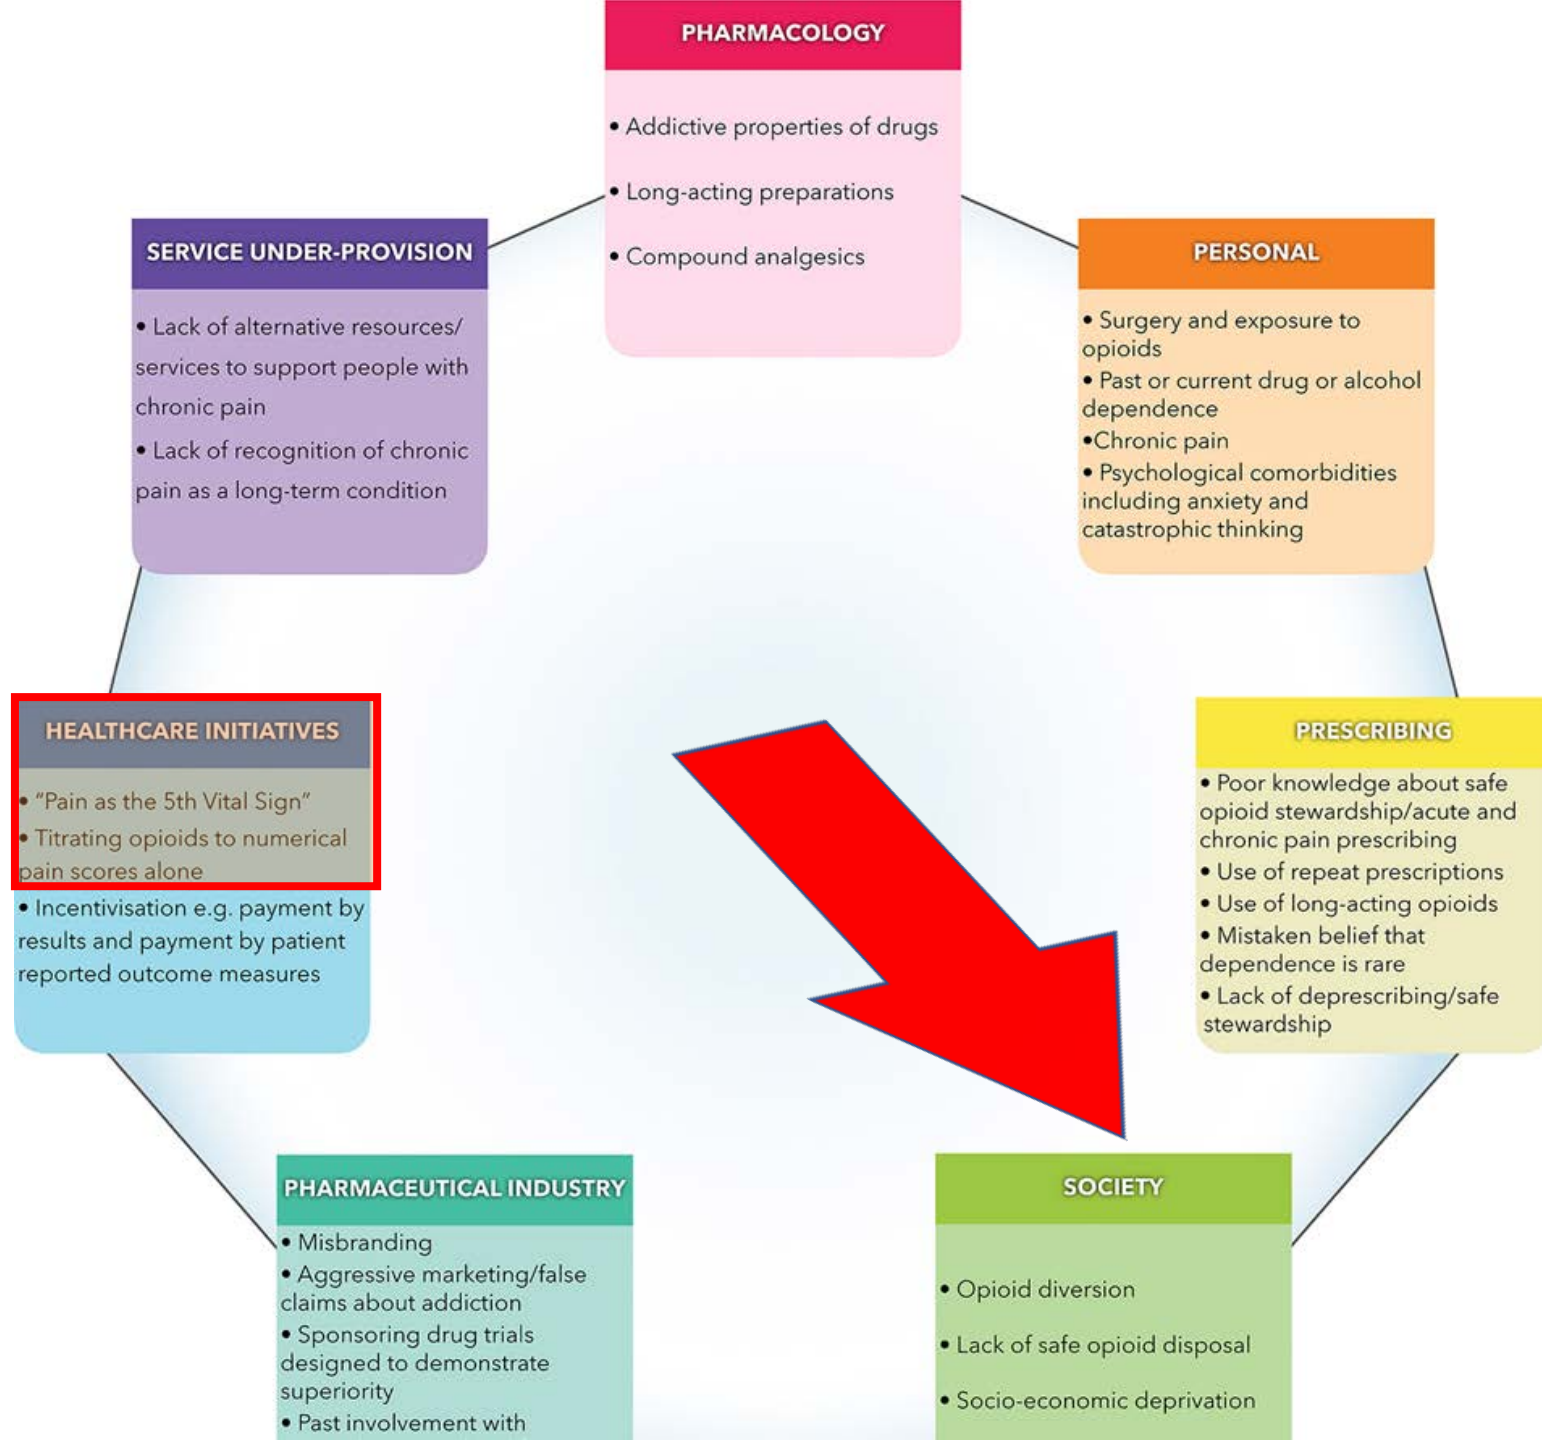 PHARMACOLOGY
• Addictive properties of drugs
• Long-acting preparations
• Compound analgesics
SERVICE UNDER-PROVISION
• Lack of alternative resources/
services to support people with
chronic pain
• Lack of recognition of chronic
pain as a long-term condition
PERSONAL
• Surgery and exposure to
opioids
• Past or current drug or alcohol
dependence
•Chronic pain
• Psychological comorbidities
including anxiety and
catastrophic thinking
HEALTHCARE INITIATIVES
• “Pain as the 5th Vital Sign”
• Titrating opioids to numerical
pain scores alone
• Incentivisation e.g. payment by
results and payment by patient
reported outcome measures
PRESCRIBING
• Poor knowledge about safe
opioid stewardship/acute and
chronic pain prescribing
• Use of repeat prescriptions
• Use of long-acting opioids
• Mistaken belief that
dependence is rare
• Lack of deprescribing/safe
stewardship
PHARMACEUTICAL INDUSTRY
• Misbranding
• Aggressive marketing/false
claims about addiction
• Sponsoring drug trials
designed to demonstrate
superiority
• Past involvement with
SOCIETY
• Opioid diversion
• Lack of safe opioid disposal
• Socio-economic deprivation